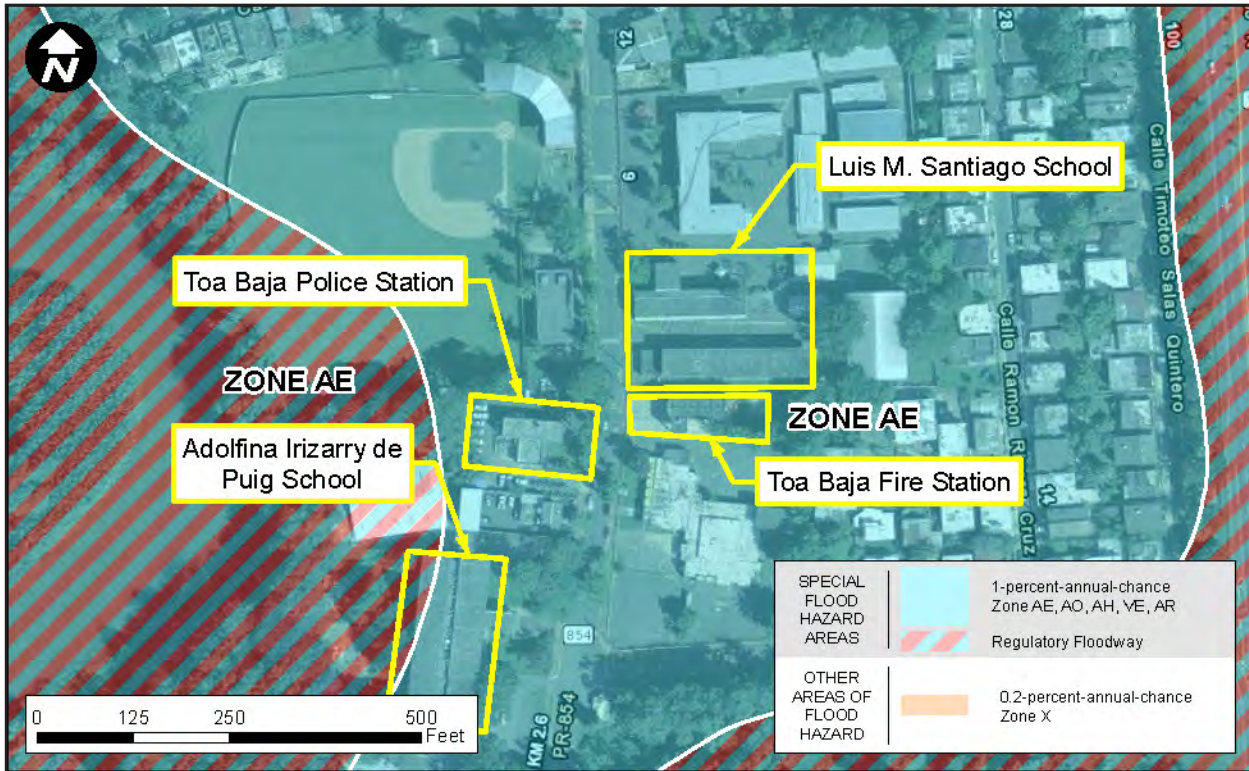 N
12
28
100
Luis M. Santiago School
6
Calle Timoteo Salas Quintero
Toa Baja Police Station
ZONE AE
ZONE AE
Calle Ramon R
Cruz
Adolfina Irizarry de
Puig School
Toa Baja Fire Station
11
854
KM 2.6
PR-854
0 125 250 500
Feet
SPECIAL
FLOOD
HAZARD
AREAS
1-percent-annual-chance
Zone AE, AO, AH, VE, AR
Regulatory Floodway
OTHER
AREAS OF
FLOOD
HAZARD
0.2-percent-annual-chance
Zone X